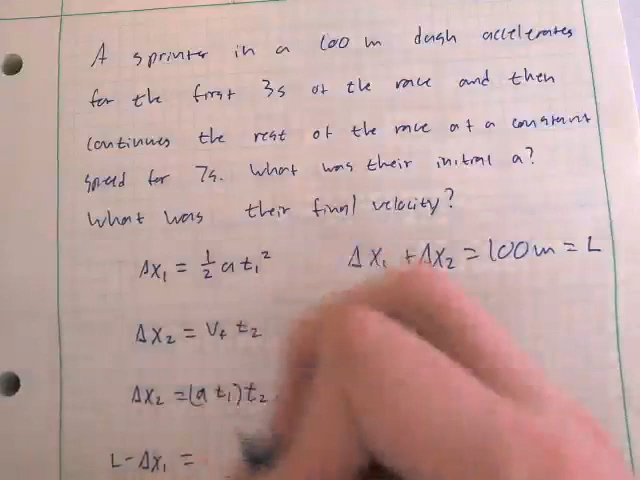 A sprinter in a 100 m dash accelerates
for the first 3s of the race and then
continues the rest of the race at a constant
speed for 7s. What was their initial a?
What was their final velocity?
Δx₁ = ½ a t₁² Δx₁ + Δx₂ = 100m = L
Δx₂ = V_f t₂
Δx₂ = (a t₁) t₂
L - Δx₁ =